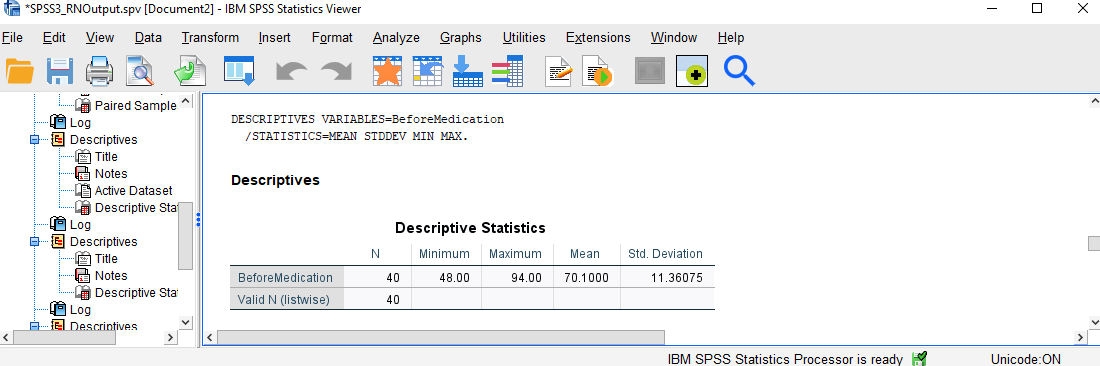 *SPSS3_RNOutput.spv [Document2] - IBM SPSS Statistics Viewer
File Edit View Data Transform Insert Format Analyze Graphs Utilities Extensions Window Help
Paired Sample
Log
Descriptives
Title
Notes
Active Dataset
Descriptive Sta
Log
Descriptives
Title
Notes
Descriptive Sta
Log
Descriptives
DESCRIPTIVES VARIABLES=BeforeMedication
/STATISTICS=MEAN STDDEV MIN MAX.
Descriptives
Descriptive Statistics
N Minimum Maximum Mean Std. Deviation
BeforeMedication 40 48.00 94.00 70.1000 11.36075
Valid N (listwise) 40
IBM SPSS Statistics Processor is ready Unicode:ON